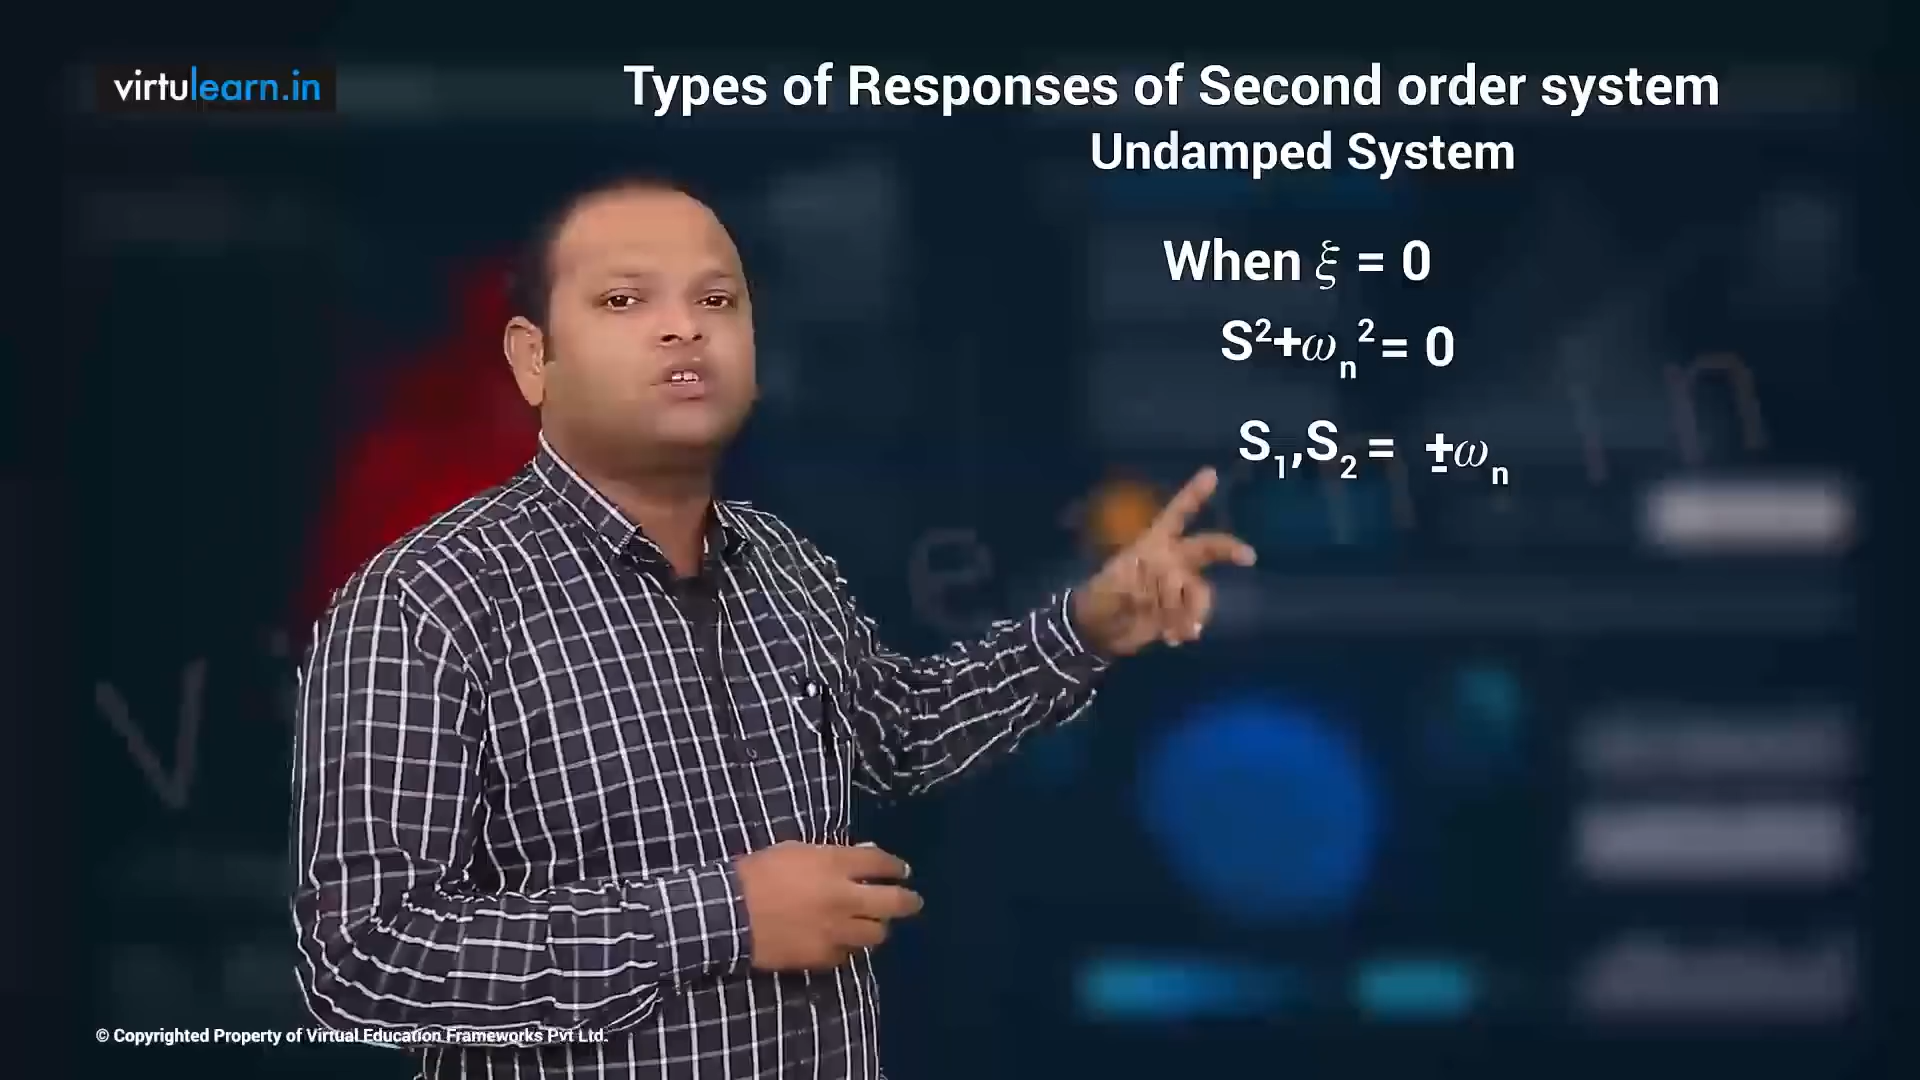 virtulearn.in
Types of Responses of Second order system
Undamped System
When ξ = 0
S²+ωₙ²= 0
S₁,S₂ = ±ωₙ
© Copyrighted Property of Virtual Education Frameworks Pvt Ltd.